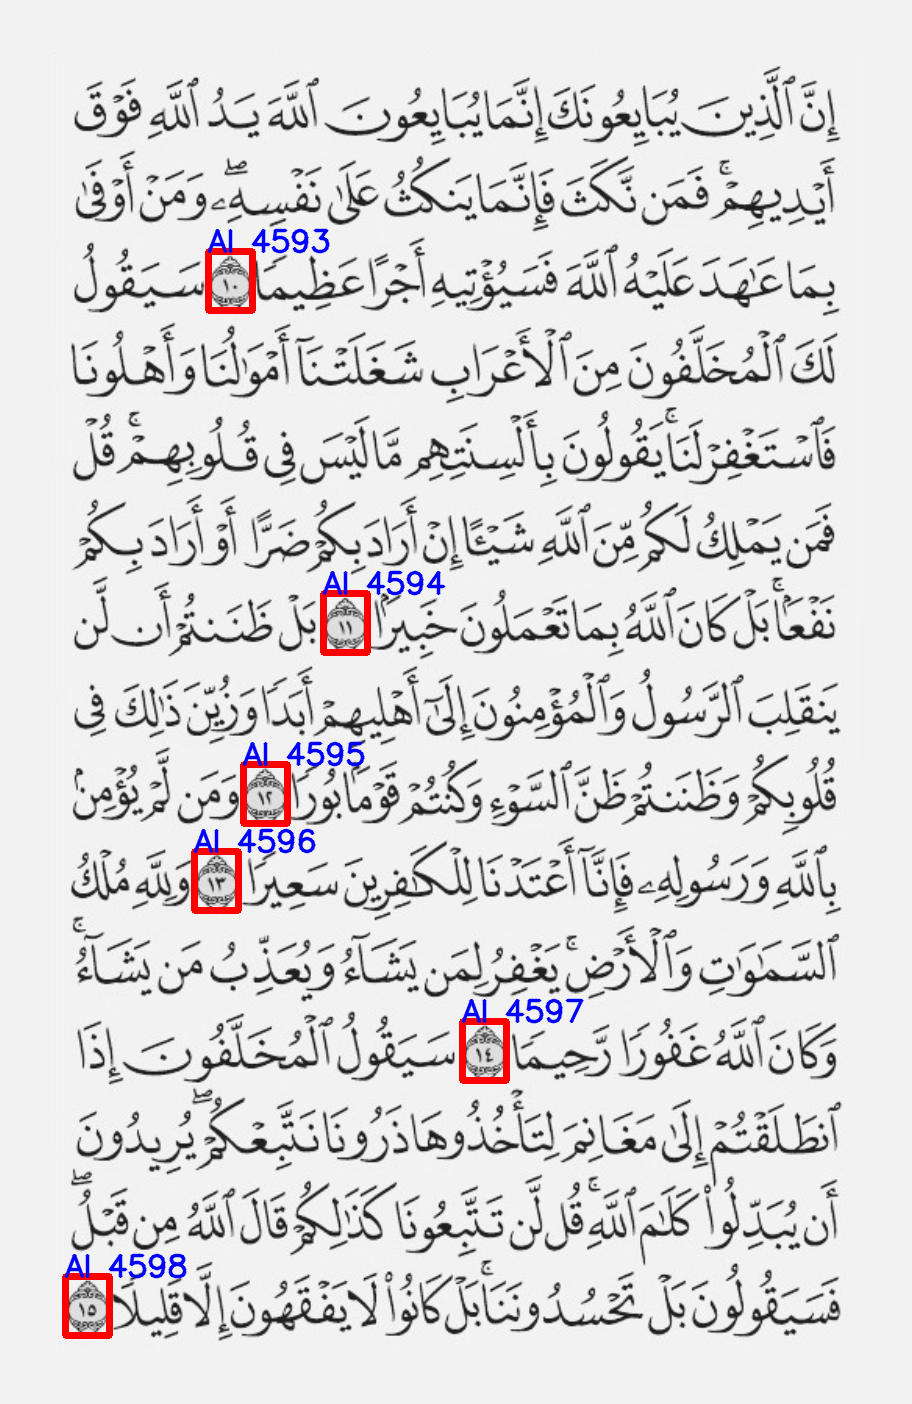 إِنَّ ٱلَّذِينَ يُبَايِعُونَكَ إِنَّمَا يُبَايِعُونَ ٱللَّهَ يَدُ ٱللَّهِ فَوْقَ
أَيْدِيهِمْ ۚ فَمَن نَّكَثَ فَإِنَّمَا يَنكُثُ عَلَىٰ نَفْسِهِۦ ۖ وَمَنْ أَوْفَىٰ
AI 4593
بِمَا عَٰهَدَ عَلَيْهُ ٱللَّهَ فَسَيُؤْتِيهِ أَجْرًا عَظِيمًا ١٠ سَيَقُولُ
لَكَ ٱلْمُخَلَّفُونَ مِنَ ٱلْأَعْرَابِ شَغَلَتْنَآ أَمْوَٰلُنَا وَأَهْلُونَا
فَٱسْتَغْفِرْ لَنَا ۚ يَقُولُونَ بِأَلْسِنَتِهِم مَّا لَيْسَ فِى قُلُوبِهِمْ ۚ قُلْ
فَمَن يَمْلِكُ لَكُم مِّنَ ٱللَّهِ شَيْـًٔا إِنْ أَرَادَ بِكُمْ ضَرًّا أَوْ أَرَادَ بِكُمْ
AI 4594
نَفْعًۢا ۚ بَلْ كَانَ ٱللَّهُ بِمَا تَعْمَلُونَ خَبِيرًۢا ١١ بَلْ ظَنَنتُمْ أَن لَّن
يَنقَلِبَ ٱلرَّسُولُ وَٱلْمُؤْمِنُونَ إِلَىٰٓ أَهْلِيهِمْ أَبَدًا وَزُيِّنَ ذَٰلِكَ فِى
AI 4595
قُلُوبِكُمْ وَظَنَنتُمْ ظَنَّ ٱلسَّوْءِ وَكُنتُمْ قَوْمًۢا بُورًا ١٢ وَمَن لَّمْ يُؤْمِنۢ
AI 4596
بِٱللَّهِ وَرَسُولِهِۦ فَإِنَّآ أَعْتَدْنَا لِلْكَٰفِرِينَ سَعِيرًا ١٣ وَلِلَّهِ مُلْكُ
ٱلسَّمَٰوَٰتِ وَٱلْأَرْضِ ۚ يَغْفِرُ لِمَن يَشَآءُ وَيُعَذِّبُ مَن يَشَآءُ ۚ
AI 4597
وَكَانَ ٱللَّهُ غَفُورًا رَّحِيمًا ١٤ سَيَقُولُ ٱلْمُخَلَّفُونَ إِذَا
ٱنطَلَقْتُمْ إِلَىٰ مَغَانِمَ لِتَأْخُذُوهَا ذَرُونَا نَتَّبِعْكُمْ ۖ يُرِيدُونَ
أَن يُبَدِّلُوا۟ كَلَٰمَ ٱللَّهِ ۚ قُل لَّن تَتَّبِعُونَا كَذَٰلِكُمْ قَالَ ٱللَّهُ مِن قَبْلُ ۖ
AI 4598
فَسَيَقُولُونَ بَلْ تَحْسُدُونَنَا ۚ بَلْ كَانُوا۟ لَا يَفْقَهُونَ إِلَّا قَلِيلًا ١٥